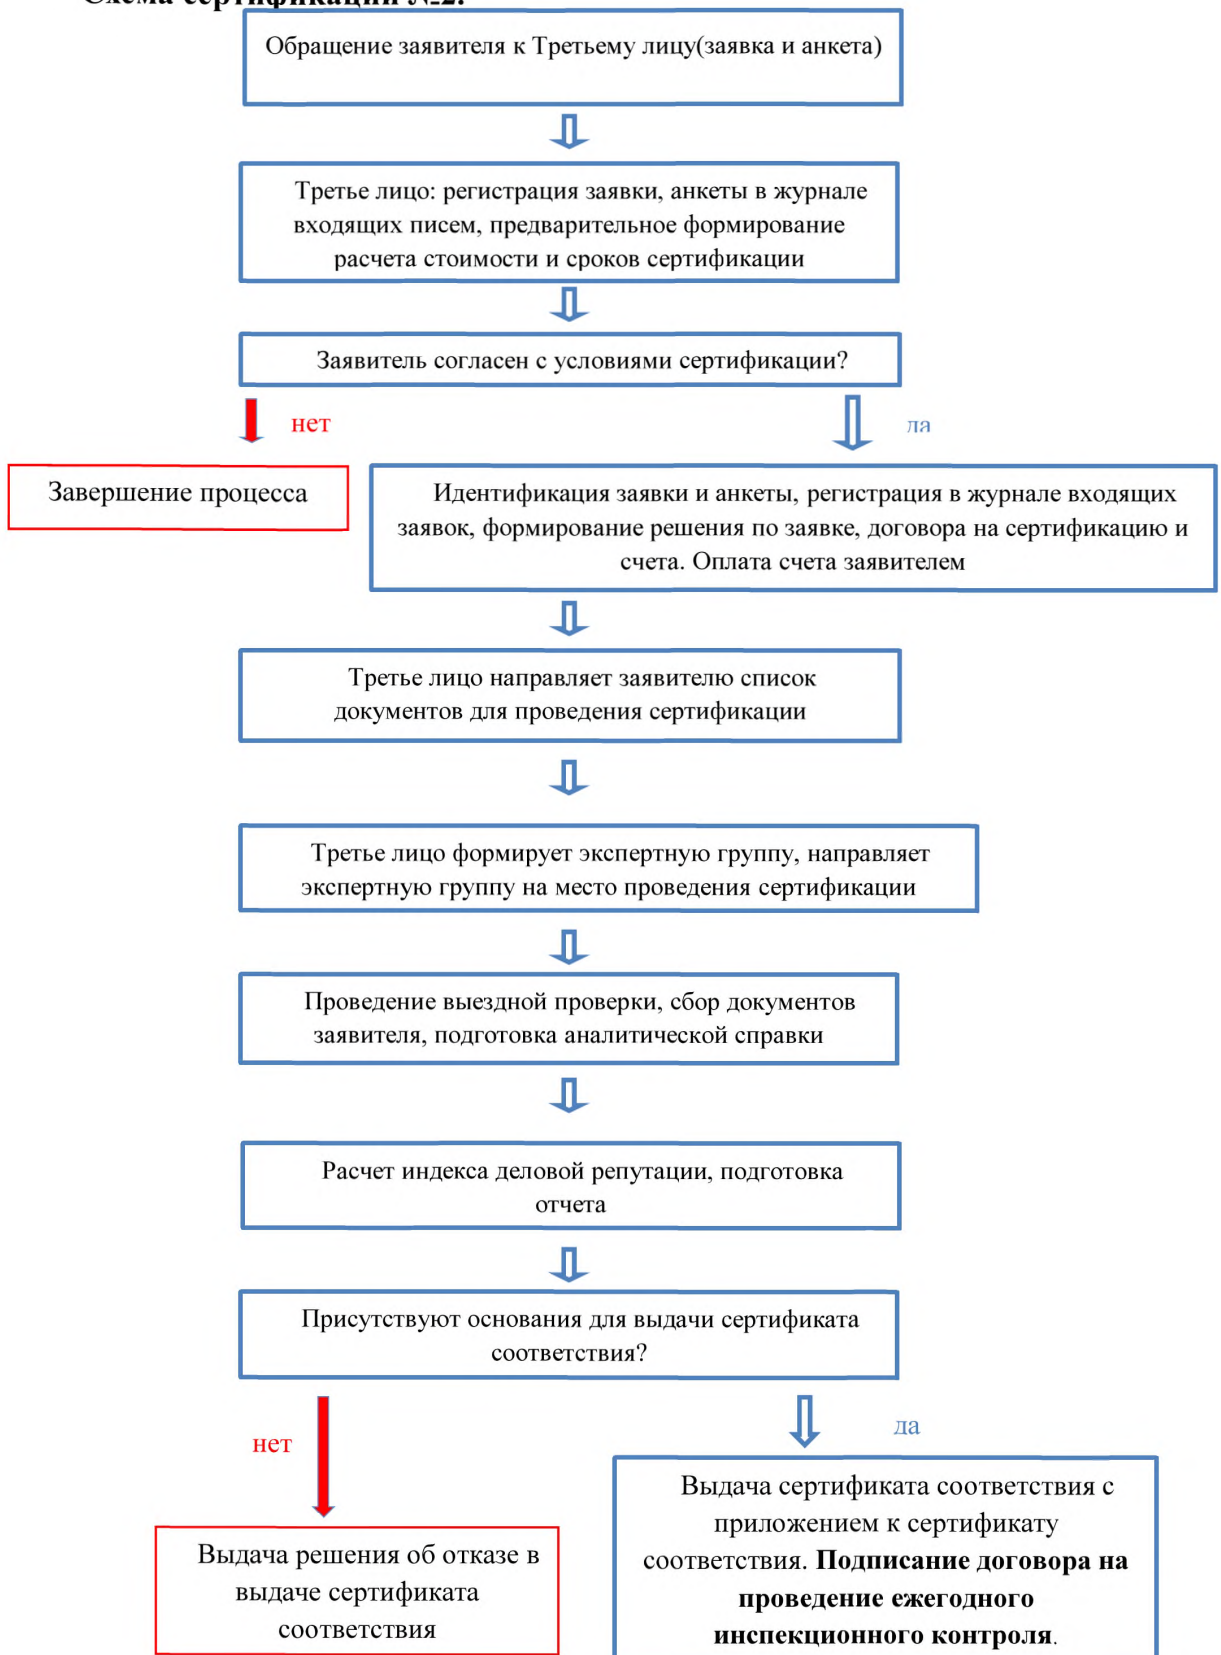 Схема сертификации №2.
Обращение заявителя к Третьему лицу(заявка и анкета)
Третье лицо: регистрация заявки, анкеты в журнале
входящих писем, предварительное формирование
расчета стоимости и сроков сертификации
Заявитель согласен с условиями сертификации?
нет
да
Завершение процесса
Идентификация заявки и анкеты, регистрация в журнале входящих
заявок, формирование решения по заявке, договора на сертификацию и
счета. Оплата счета заявителем
Третье лицо направляет заявителю список
документов для проведения сертификации
Третье лицо формирует экспертную группу, направляет
экспертную группу на место проведения сертификации
Проведение выездной проверки, сбор документов
заявителя, подготовка аналитической справки
Расчет индекса деловой репутации, подготовка
отчета
Присутствуют основания для выдачи сертификата
соответствия?
нет
да
Выдача решения об отказе в
выдаче сертификата
соответствия
Выдача сертификата соответствия с
приложением к сертификату
соответствия. Подписание договора на
проведение ежегодного
инспекционного контроля.